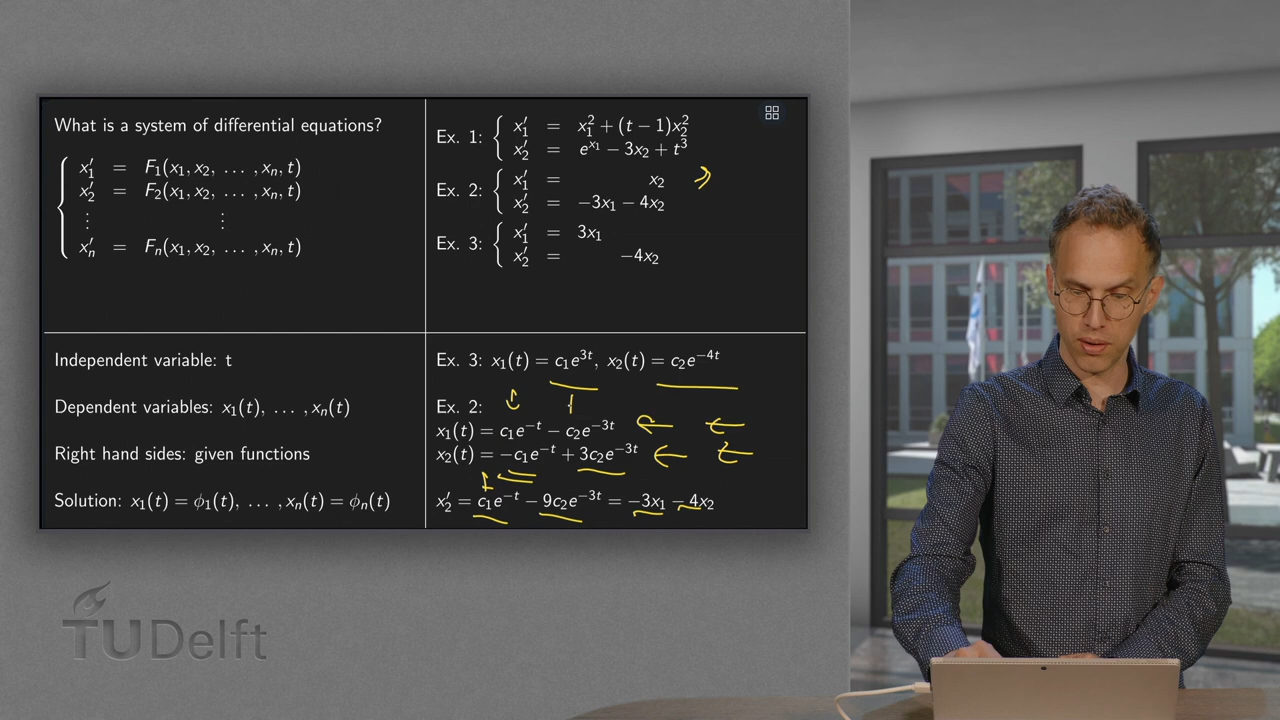 What is a system of differential equations?
x₁′ = F₁(x₁, x₂, …, xₙ, t)
x₂′ = F₂(x₁, x₂, …, xₙ, t)
⋮ ⋮
xₙ′ = Fₙ(x₁, x₂, …, xₙ, t)
Ex. 1: { x₁′ = x₁² + (t − 1)x₂²
x₂′ = e^{x₁} − 3x₂ + t³
Ex. 2: { x₁′ = x₂
x₂′ = −3x₁ − 4x₂
Ex. 3: { x₁′ = 3x₁
x₂′ = −4x₂
Independent variable: t
Dependent variables: x₁(t), …, xₙ(t)
Right hand sides: given functions
Solution: x₁(t) = ϕ₁(t), …, xₙ(t) = ϕₙ(t)
Ex. 3: x₁(t) = c₁e^{3t}, x₂(t) = c₂e^{−4t}
Ex. 2:
x₁(t) = c₁e^{−t} − c₂e^{−3t}
x₂(t) = −c₁e^{−t} + 3c₂e^{−3t}
x₂′ = c₁e^{−t} − 9c₂e^{−3t} = −3x₁ − 4x₂
TUDelft